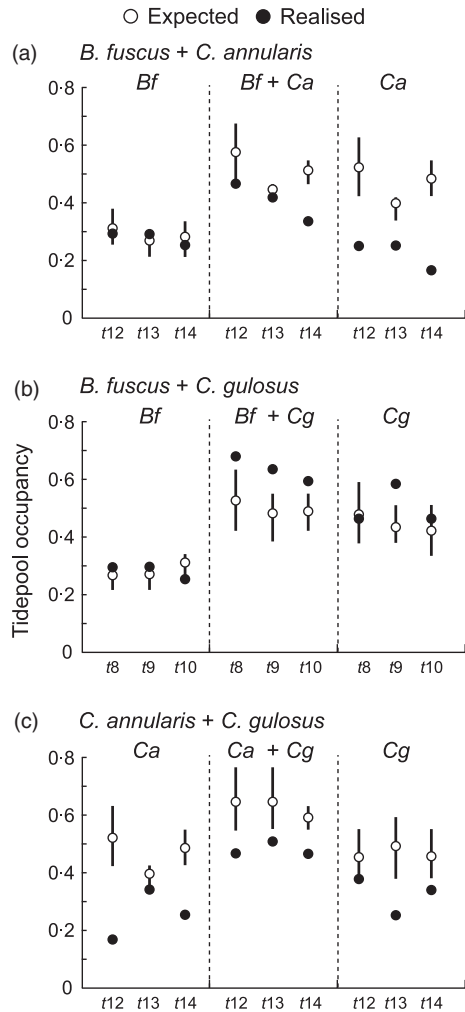 Expected Realised
(a) B. fuscus + C. annularis
Bf Bf + Ca Ca
0·8
0·6
0·4
0·2
0
t12 t13 t14 t12 t13 t14 t12 t13 t14
(b) B. fuscus + C. gulosus
Bf Bf + Cg Cg
Tidepool occupancy
0·8
0·6
0·4
0·2
0
t8 t9 t10 t8 t9 t10 t8 t9 t10
(c) C. annularis + C. gulosus
Ca Ca + Cg Cg
0·8
0·6
0·4
0·2
0
t12 t13 t14 t12 t13 t14 t12 t13 t14